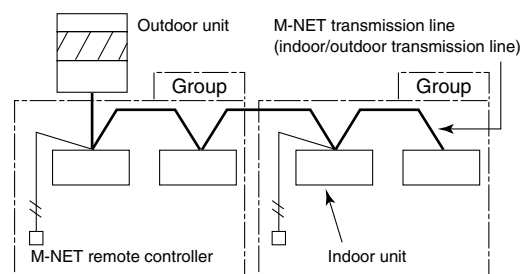 Outdoor unit
M-NET transmission line
(indoor/outdoor transmission line)
Group
Group
M-NET remote controller
Indoor unit